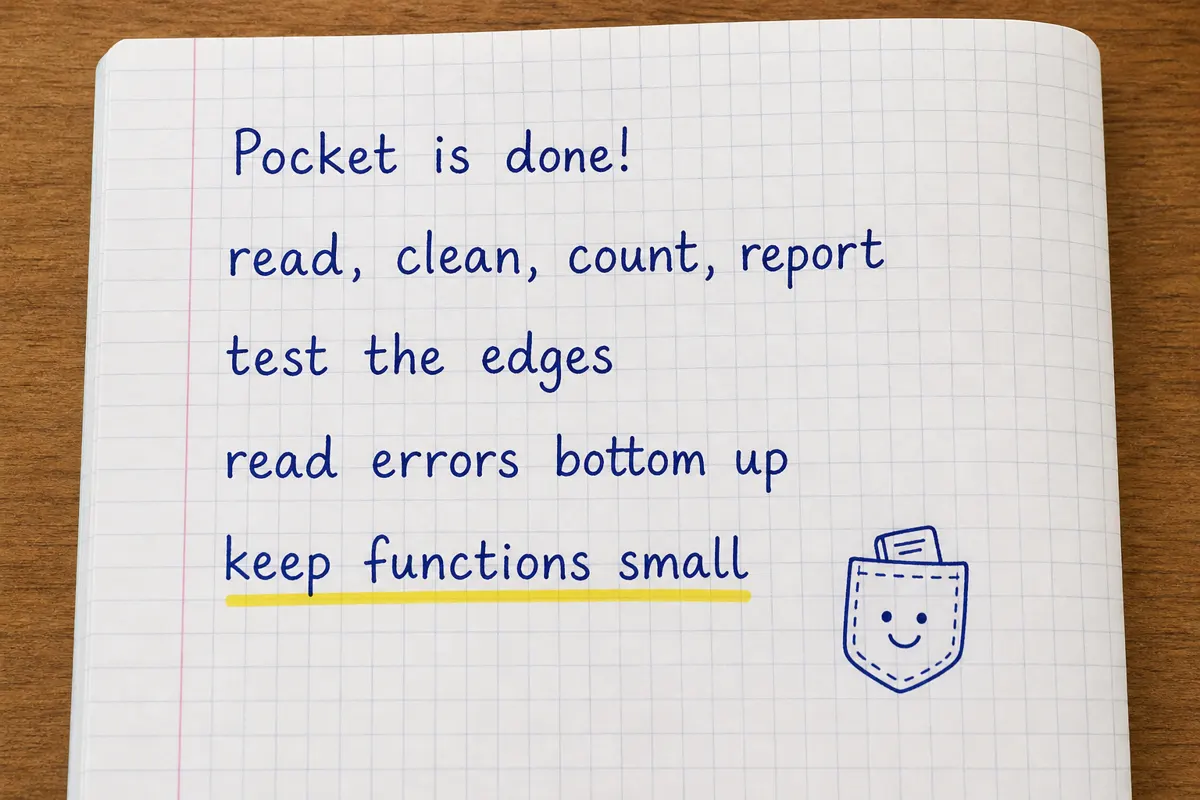 Pocket is done!
read, clean, count, report
test the edges
read errors bottom up
keep functions small